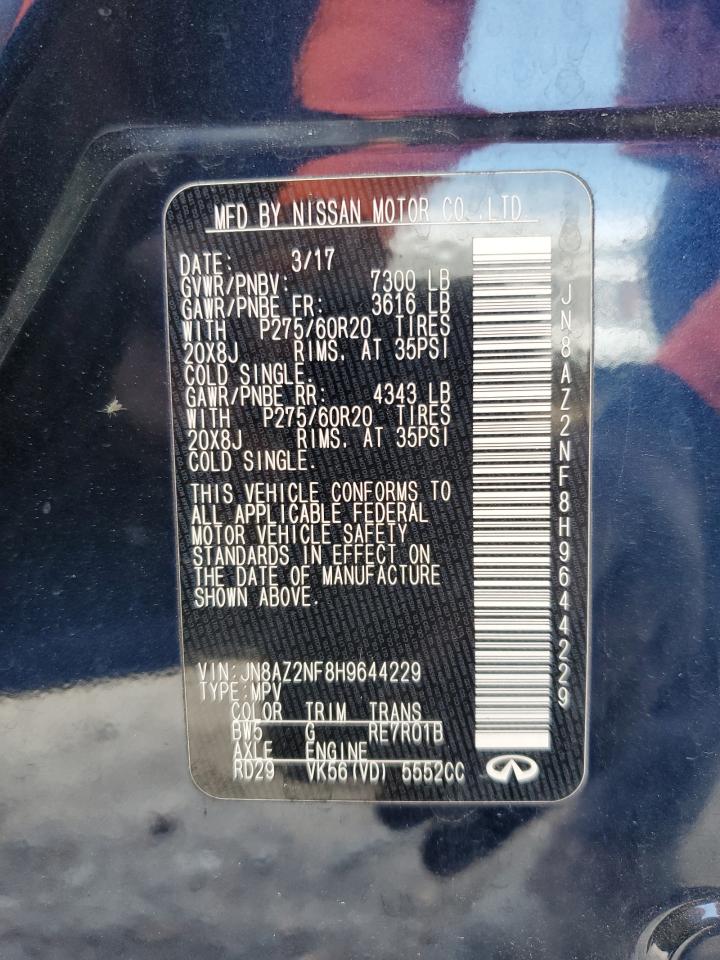 MFD BY NISSAN MOTOR CO.,LTD.
DATE: 3/17
GVWR/PNBV: 7300 LB
GAWR/PNBE FR: 3616 LB
WITH P275/60R20 TIRES
20X8J RIMS. AT 35PSI
COLD SINGLE.
GAWR/PNBE RR: 4343 LB
WITH P275/60R20 TIRES
20X8J RIMS. AT 35PSI
COLD SINGLE.
THIS VEHICLE CONFORMS TO
ALL APPLICABLE FEDERAL
MOTOR VEHICLE SAFETY
STANDARDS IN EFFECT ON
THE DATE OF MANUFACTURE
SHOWN ABOVE.
VIN:JN8AZ2NF8H9644229
TYPE:MPV
COLOR TRIM TRANS
BW5 G RE7R01B
AXLE ENGINE
RD29 VK56(VD) 5552CC
JN8AZ2NF8H9644229